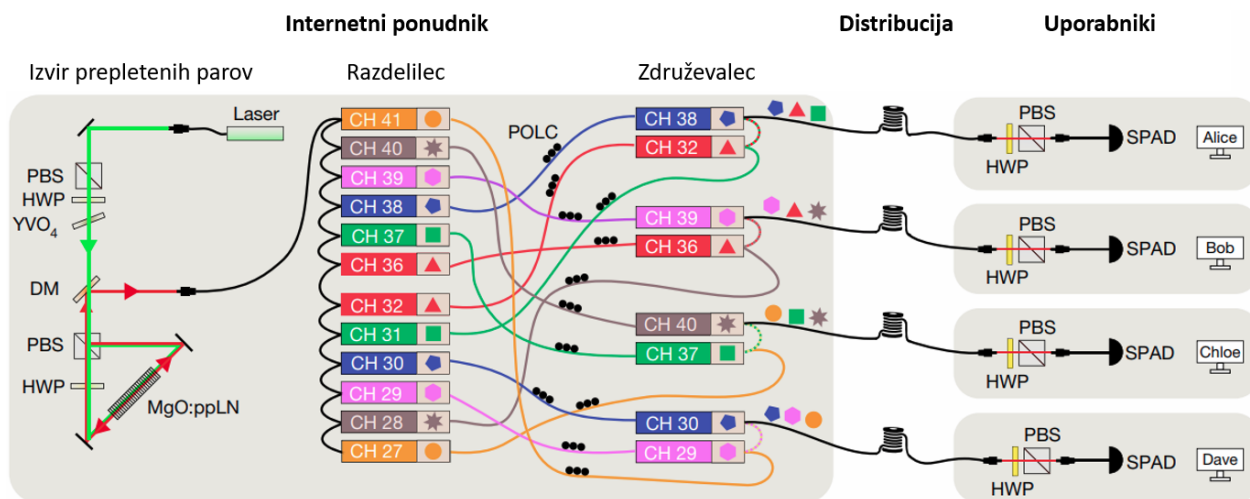 Internetni ponudnik
Distribucija
Uporabniki
Izvir prepletenih parov
Razdelilec
Združevalec
Laser
PBS
HWP
YVO4
DM
PBS
HWP
MgO:ppLN
CH 41
CH 40
CH 39
CH 38
CH 37
CH 36
CH 32
CH 31
CH 30
CH 29
CH 28
CH 27
POLC
CH 38
CH 32
CH 39
CH 36
CH 40
CH 37
CH 30
CH 29
PBS
HWP
SPAD
Alice
PBS
HWP
SPAD
Bob
PBS
HWP
SPAD
Chloe
PBS
HWP
SPAD
Dave